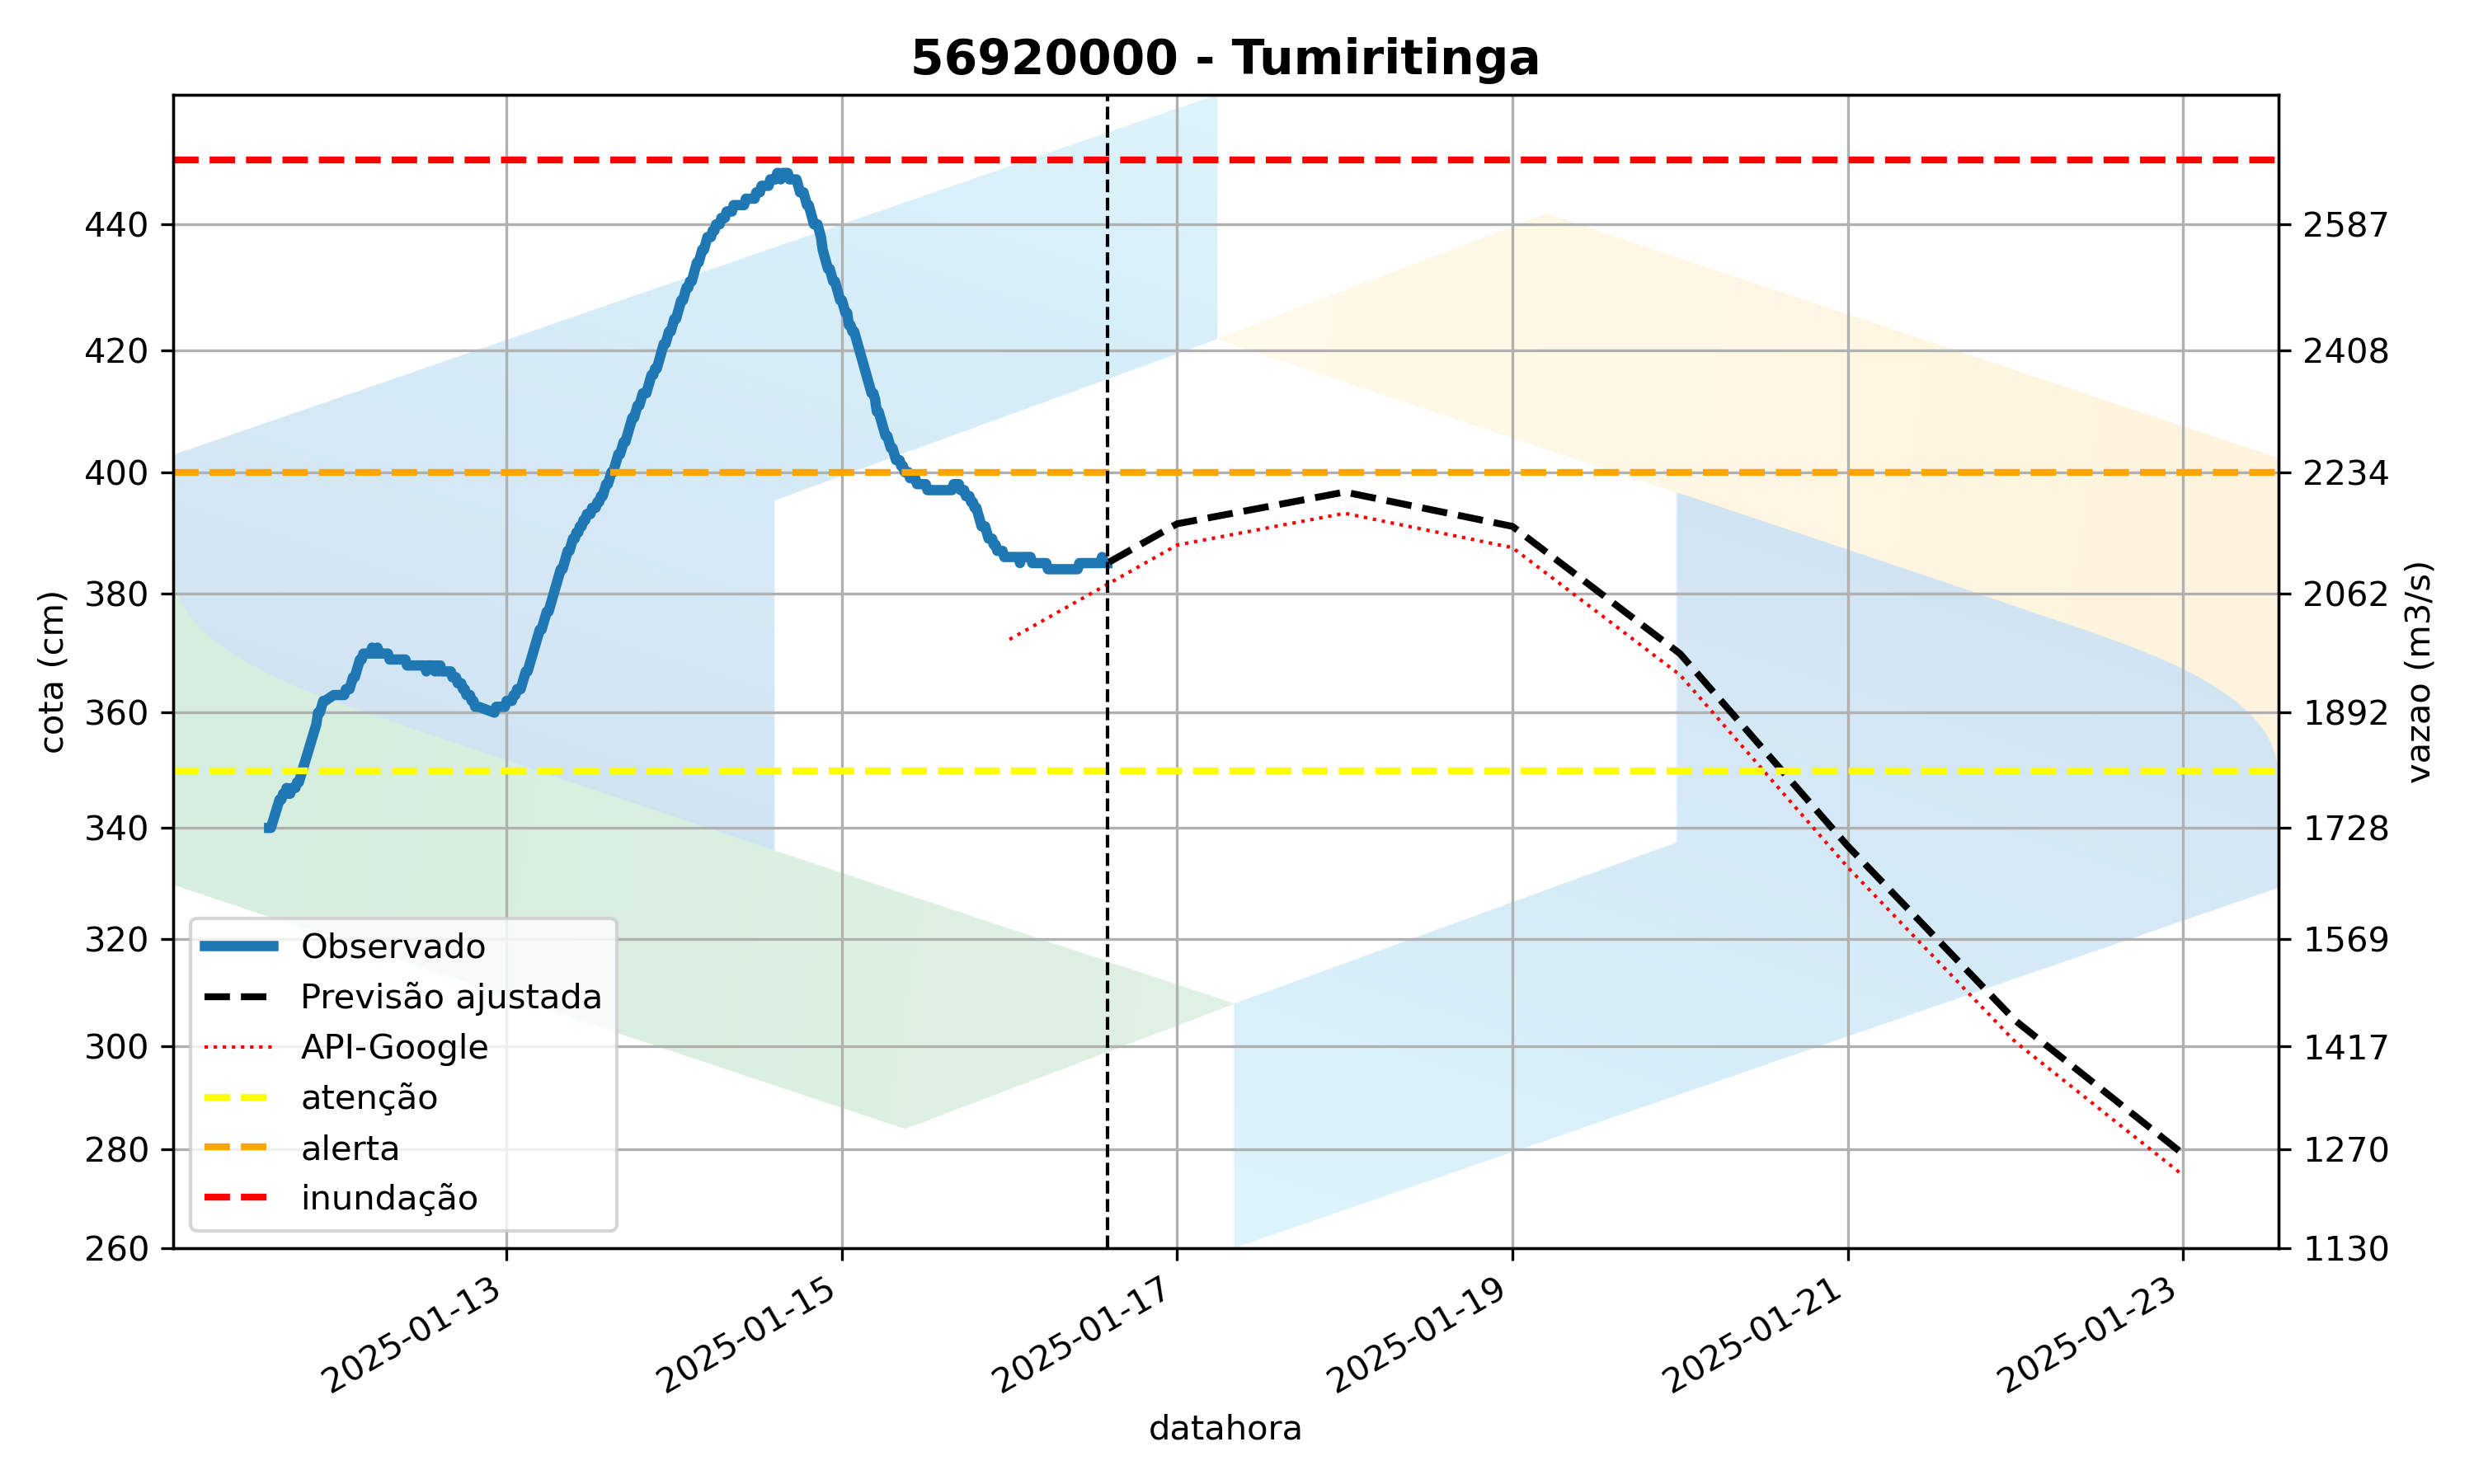 56920000 - Tumiritinga
cota (cm)
440
420
400
380
360
340
320
300
280
260
2587
2408
2234
2062
1892
1728
1569
1417
1270
1130
vazao (m3/s)
Observado
Previsão ajustada
API-Google
atenção
alerta
inundação
2025-01-13
2025-01-15
2025-01-17
2025-01-19
2025-01-21
2025-01-23
datahora